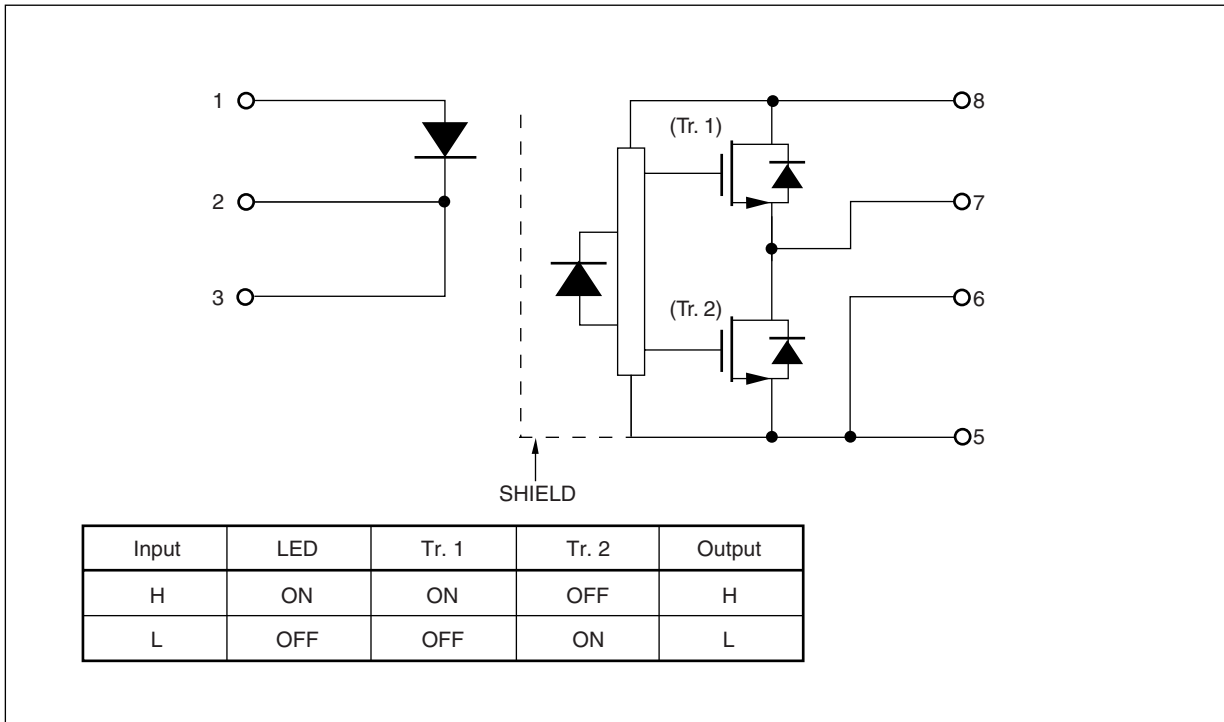 1
8
(Tr. 1)
2
7
3
6
(Tr. 2)
5
SHIELD
Input LED Tr. 1 Tr. 2 Output
H ON ON OFF H
L OFF OFF ON L